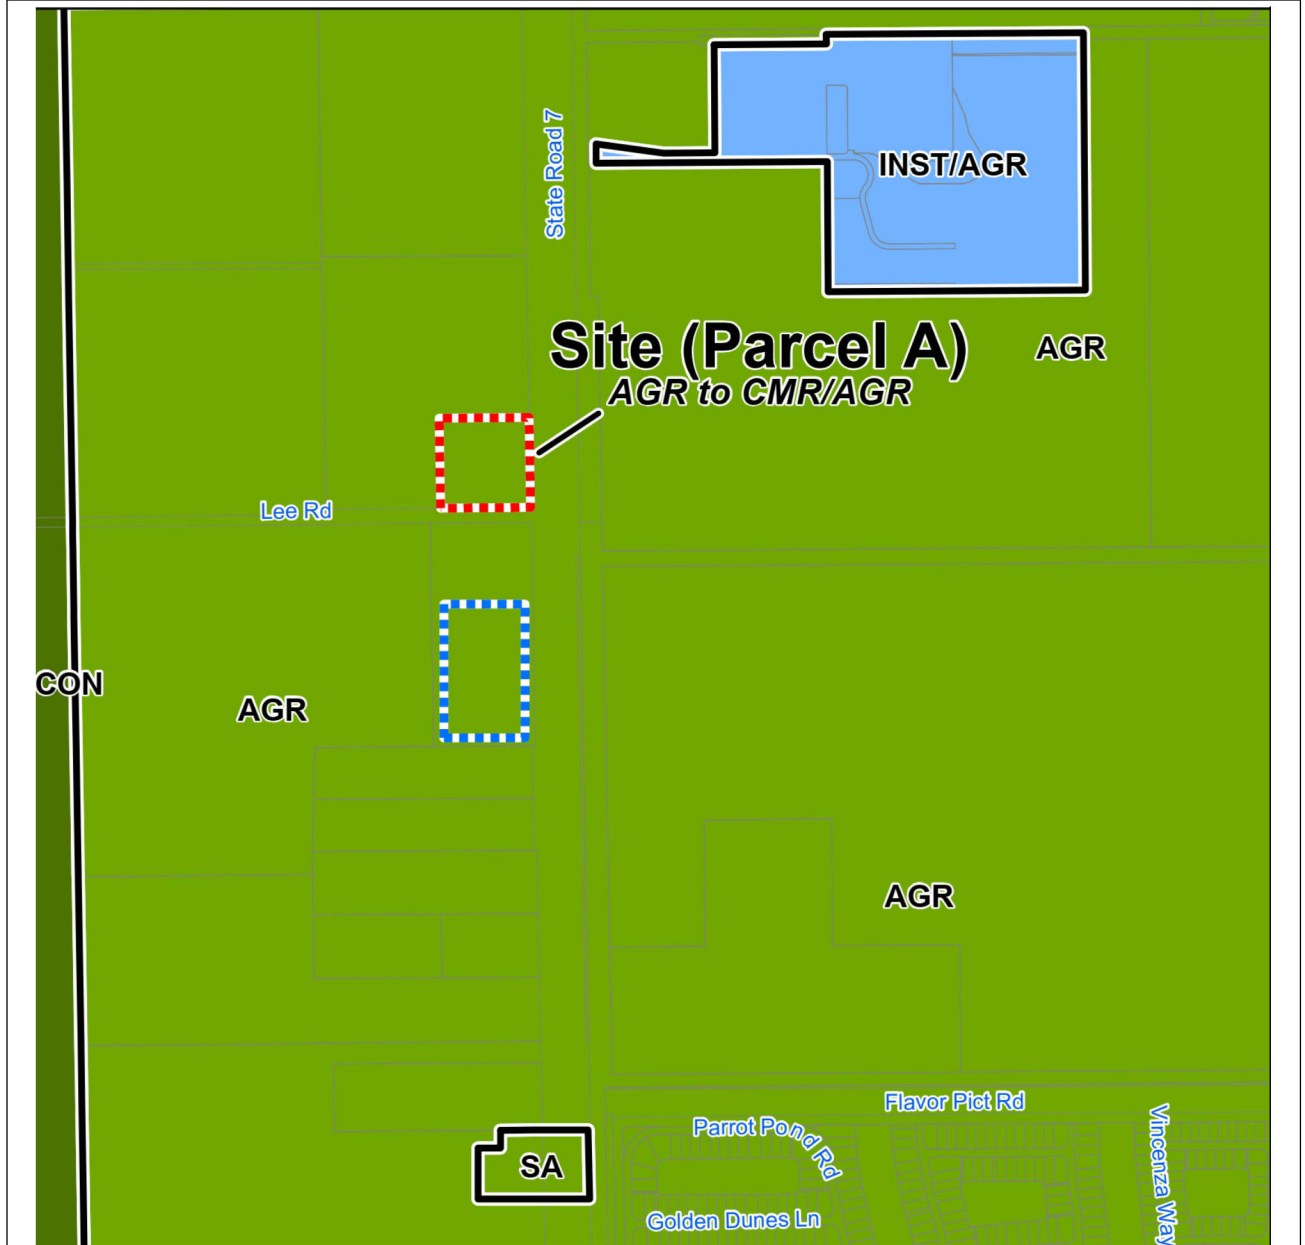 State Road 7
INST/AGR
Site (Parcel A)
AGR to CMR/AGR
AGR
Lee Rd
CON
AGR
AGR
Flavor Pict Rd
Parrot Pond Rd
Vincenza Way
SA
Golden Dunes Ln